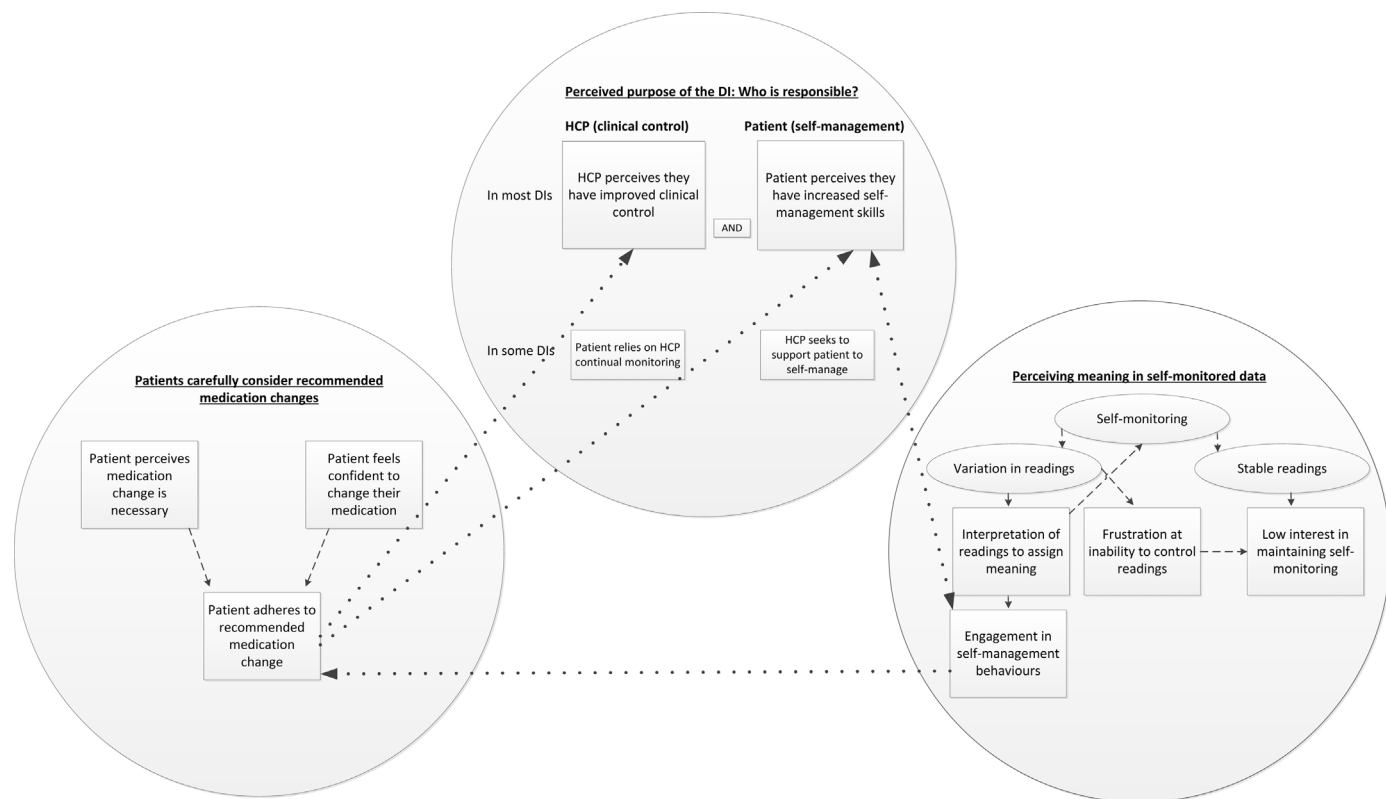 Perceived purpose of the DI: Who is responsible?
HCP (clinical control)
Patient (self-management)
In most DIs
HCP perceives they
have improved clinical
control
AND
Patient perceives they
have increased self-
management skills
In some DIs
Patient relies on HCP
continual monitoring
HCP seeks to
support patient to
self-manage
Patients carefully consider recommended
medication changes
Patient perceives
medication
change is
necessary
Patient feels
confident to
change their
medication
Patient adheres to
recommended
medication
change
Perceiving meaning in self-monitored data
Self-monitoring
Variation in readings
Stable readings
Interpretation of
readings to assign
meaning
Frustration at
inability to control
readings
Low interest in
maintaining self-
monitoring
Engagement in
self-management
behaviours